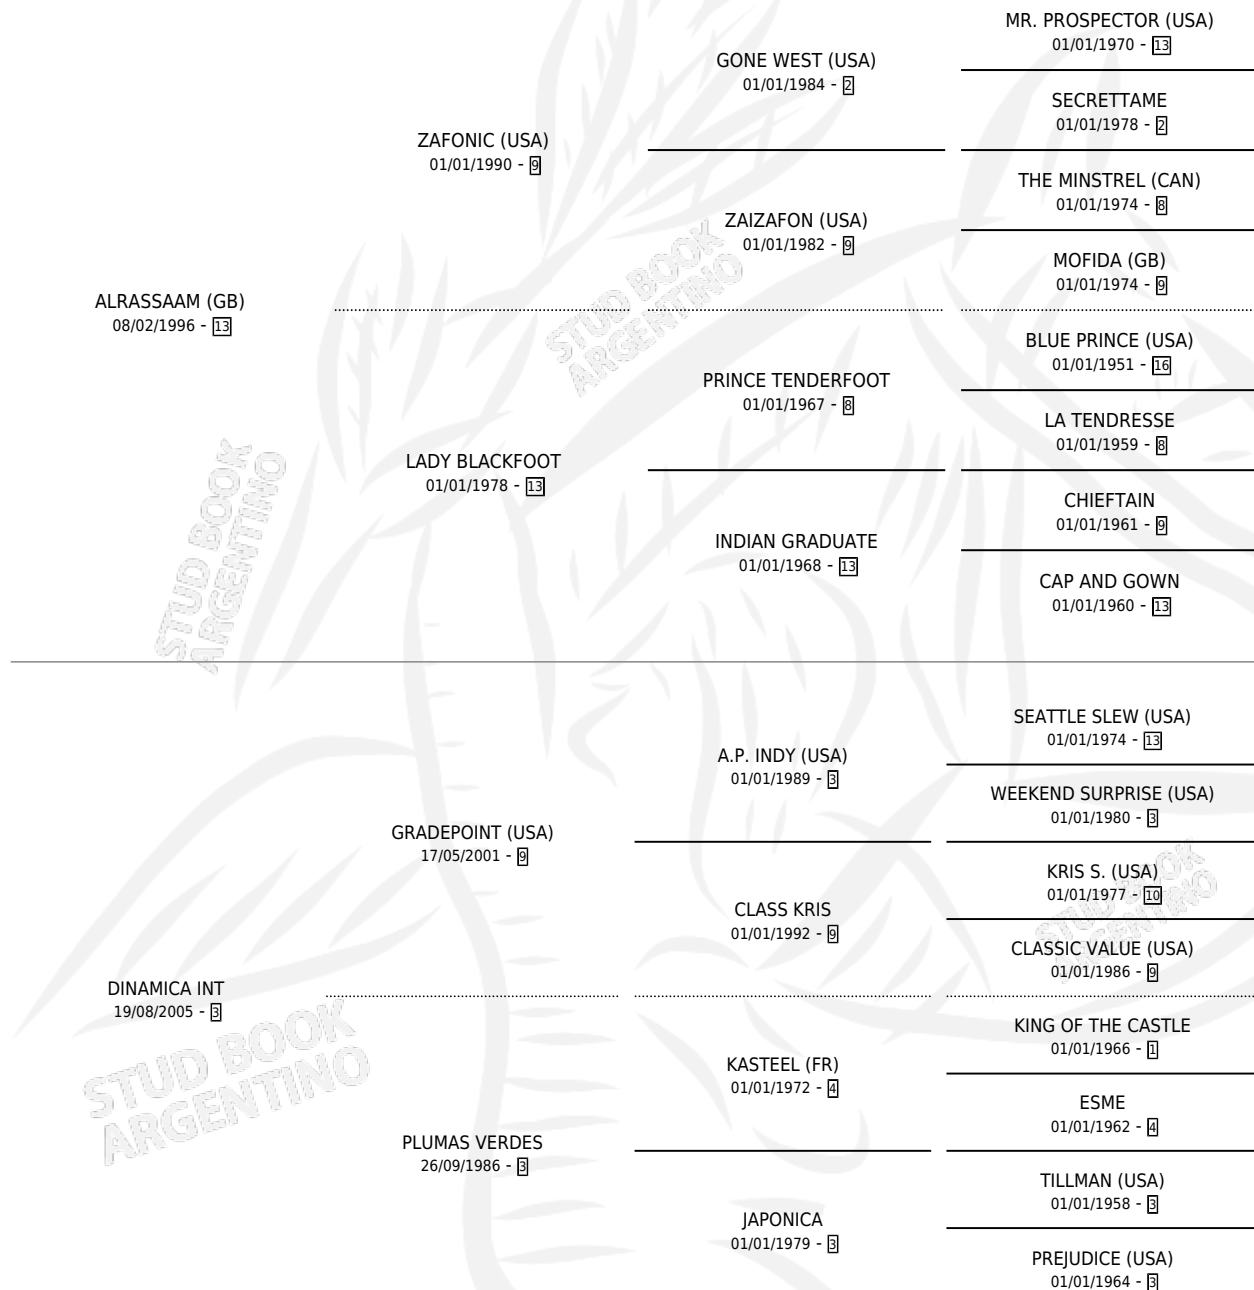 MR. PROSPECTOR (USA)
01/01/1970 - 13
GONE WEST (USA)
01/01/1984 - 2
SECRETTAME
01/01/1978 - 2
ZAFONIC (USA)
01/01/1990 - 9
THE MINSTREL (CAN)
01/01/1974 - 8
ZAIZAFON (USA)
01/01/1982 - 9
MOFIDA (GB)
01/01/1974 - 9
ALRASSAAM (GB)
08/02/1996 - 13
STUD BOOK
ARGENTINO
BLUE PRINCE (USA)
01/01/1951 - 16
PRINCE TENDERFOOT
01/01/1967 - 8
LA TENDRESSE
01/01/1959 - 8
LADY BLACKFOOT
01/01/1978 - 13
CHIEFTAIN
01/01/1961 - 9
INDIAN GRADUATE
01/01/1968 - 13
CAP AND GOWN
01/01/1960 - 13
STUD BOOK
ARGENTINO
SEATTLE SLEW (USA)
01/01/1974 - 13
A.P. INDY (USA)
01/01/1989 - 3
WEEKEND SURPRISE (USA)
01/01/1980 - 3
GRADEPOINT (USA)
17/05/2001 - 9
KRIS S. (USA)
01/01/1977 - 10
CLASS KRIS
01/01/1992 - 9
STUD BOOK
ARGENTINO
CLASSIC VALUE (USA)
01/01/1986 - 9
DINAMICA INT
19/08/2005 - 3
STUD BOOK
ARGENTINO
KING OF THE CASTLE
01/01/1966 - 1
KASTEEL (FR)
01/01/1972 - 4
ESME
01/01/1962 - 4
PLUMAS VERDES
26/09/1986 - 3
TILLMAN (USA)
01/01/1958 - 3
JAPONICA
01/01/1979 - 3
PREJUDICE (USA)
01/01/1964 - 3